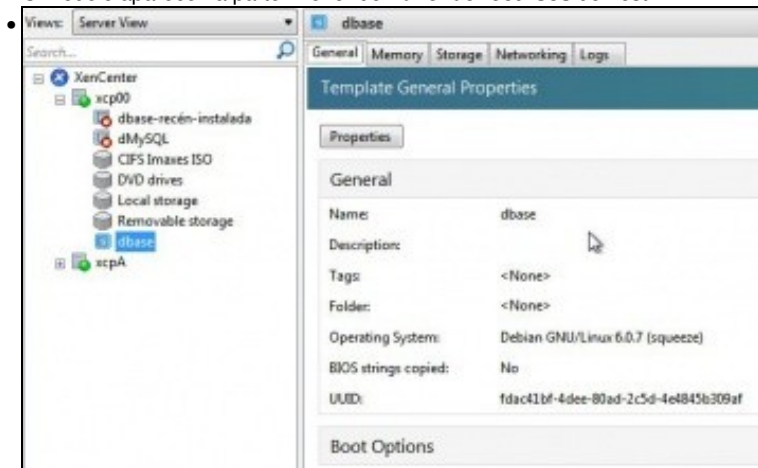 Views: Server View
dbase
Search...
General Memory Storage Networking Logs
XenCenter
Template General Properties
xcp00
dbase-recén-instalada
dMySQL
Properties
CIFS Imaxes ISO
DVD drives
General
Local storage
Removable storage
Name: dbase
dbase
Description:
xcpA
Tags: <None>
Folder: <None>
Operating System: Debian GNU/Linux 6.0.7 (squeeze)
BIOS strings copied: No
UUID: fdac41bf-4dee-80ad-2c5d-4e4845b309af
Boot Options